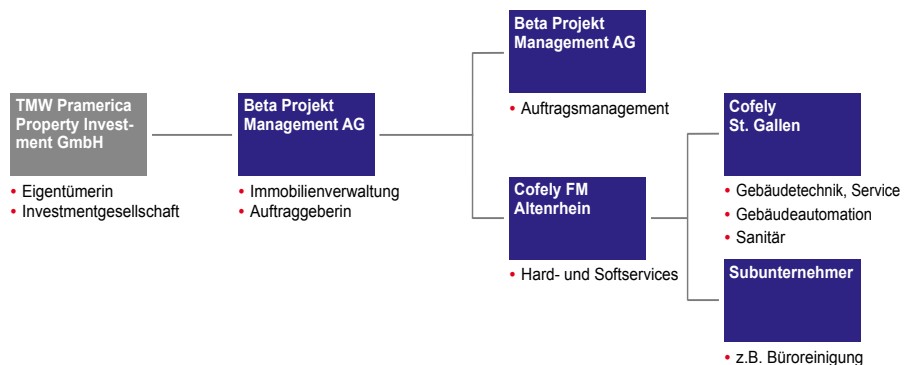 TMW Pramerica
Property Invest-
ment GmbH
• Eigentümerin
• Investmentgesellschaft
Beta Projekt
Management AG
• Immobilienverwaltung
• Auftraggeberin
Beta Projekt
Management AG
• Auftragsmanagement
Cofely FM
Altenrhein
• Hard- und Softservices
Cofely
St. Gallen
• Gebäudetechnik, Service
• Gebäudeautomation
• Sanitär
Subunternehmer
• z.B. Büroreinigung